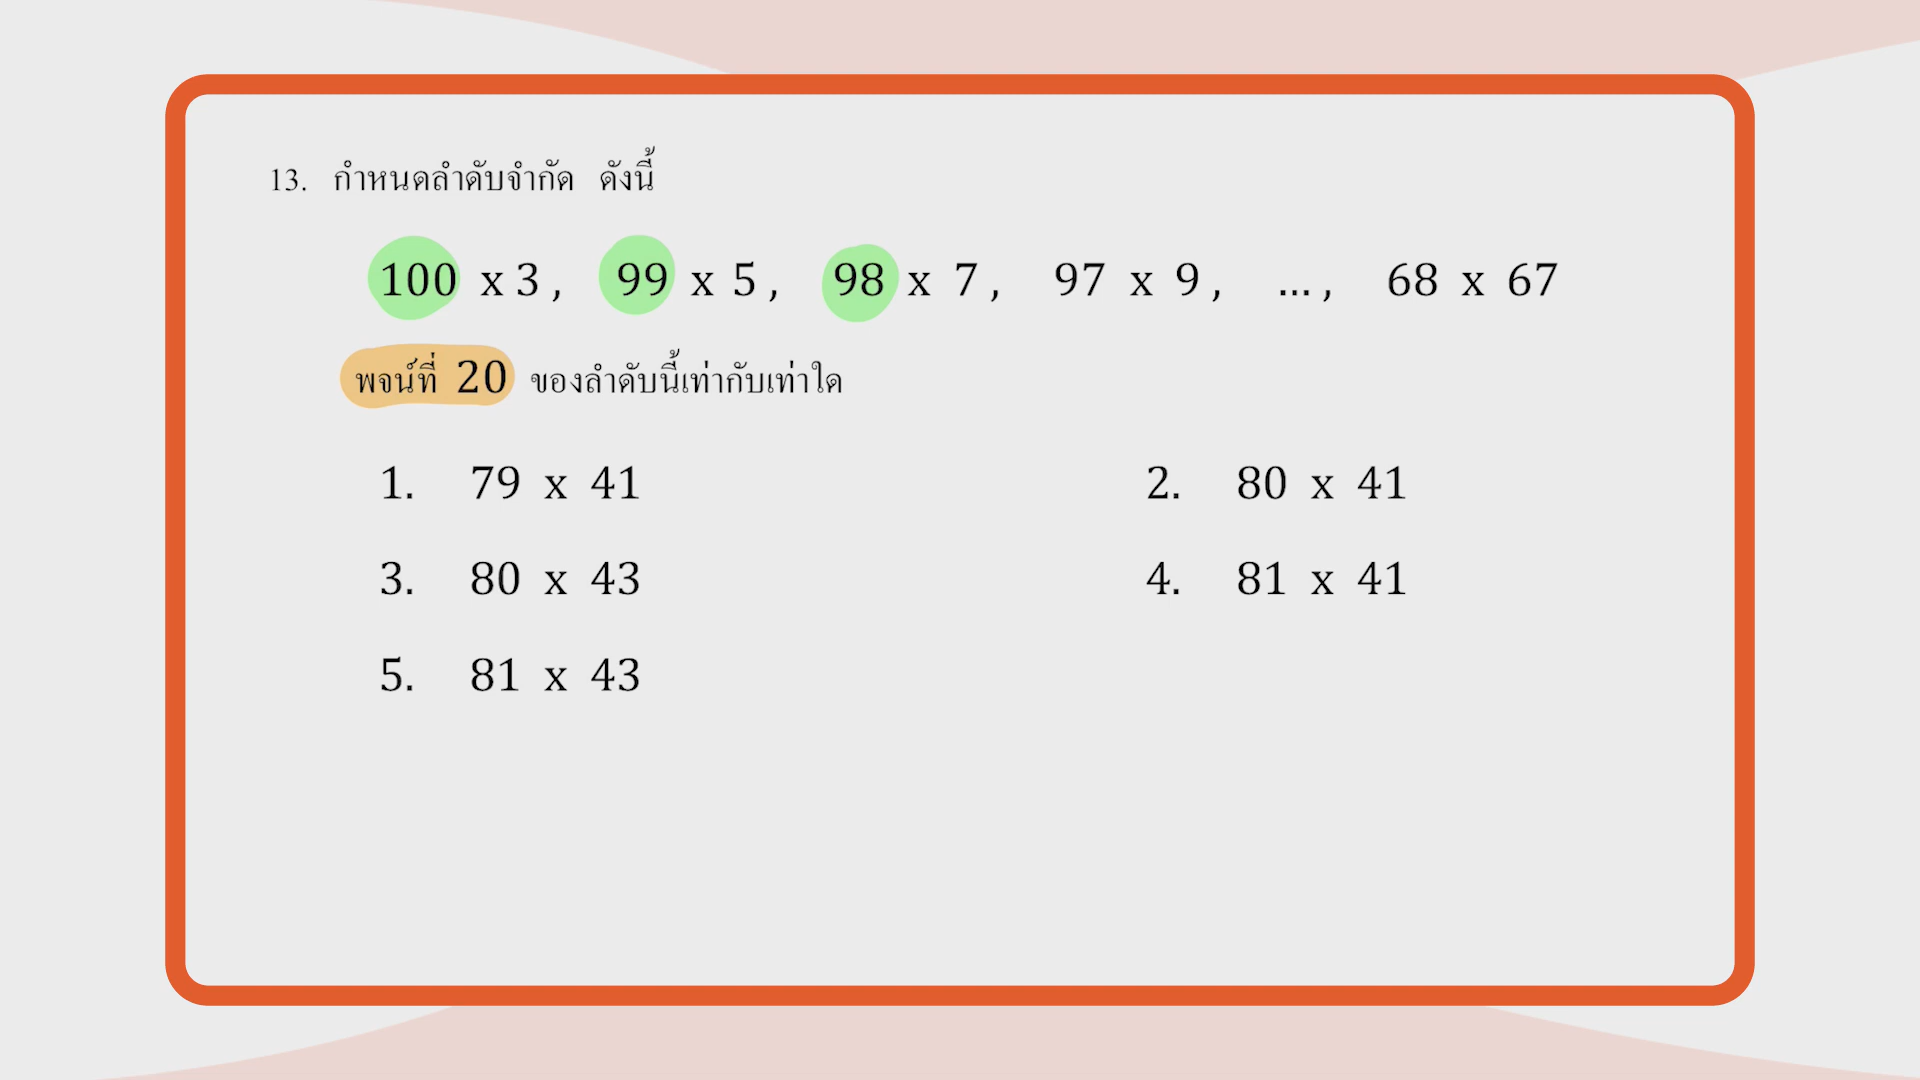 13. กำหนดลำดับจำกัด ดังนี้
100 x 3 , 99 x 5 , 98 x 7 , 97 x 9 , ... , 68 x 67
พจน์ที่ 20 ของลำดับนี้เท่ากับเท่าใด
1. 79 x 41 2. 80 x 41
3. 80 x 43 4. 81 x 41
5. 81 x 43